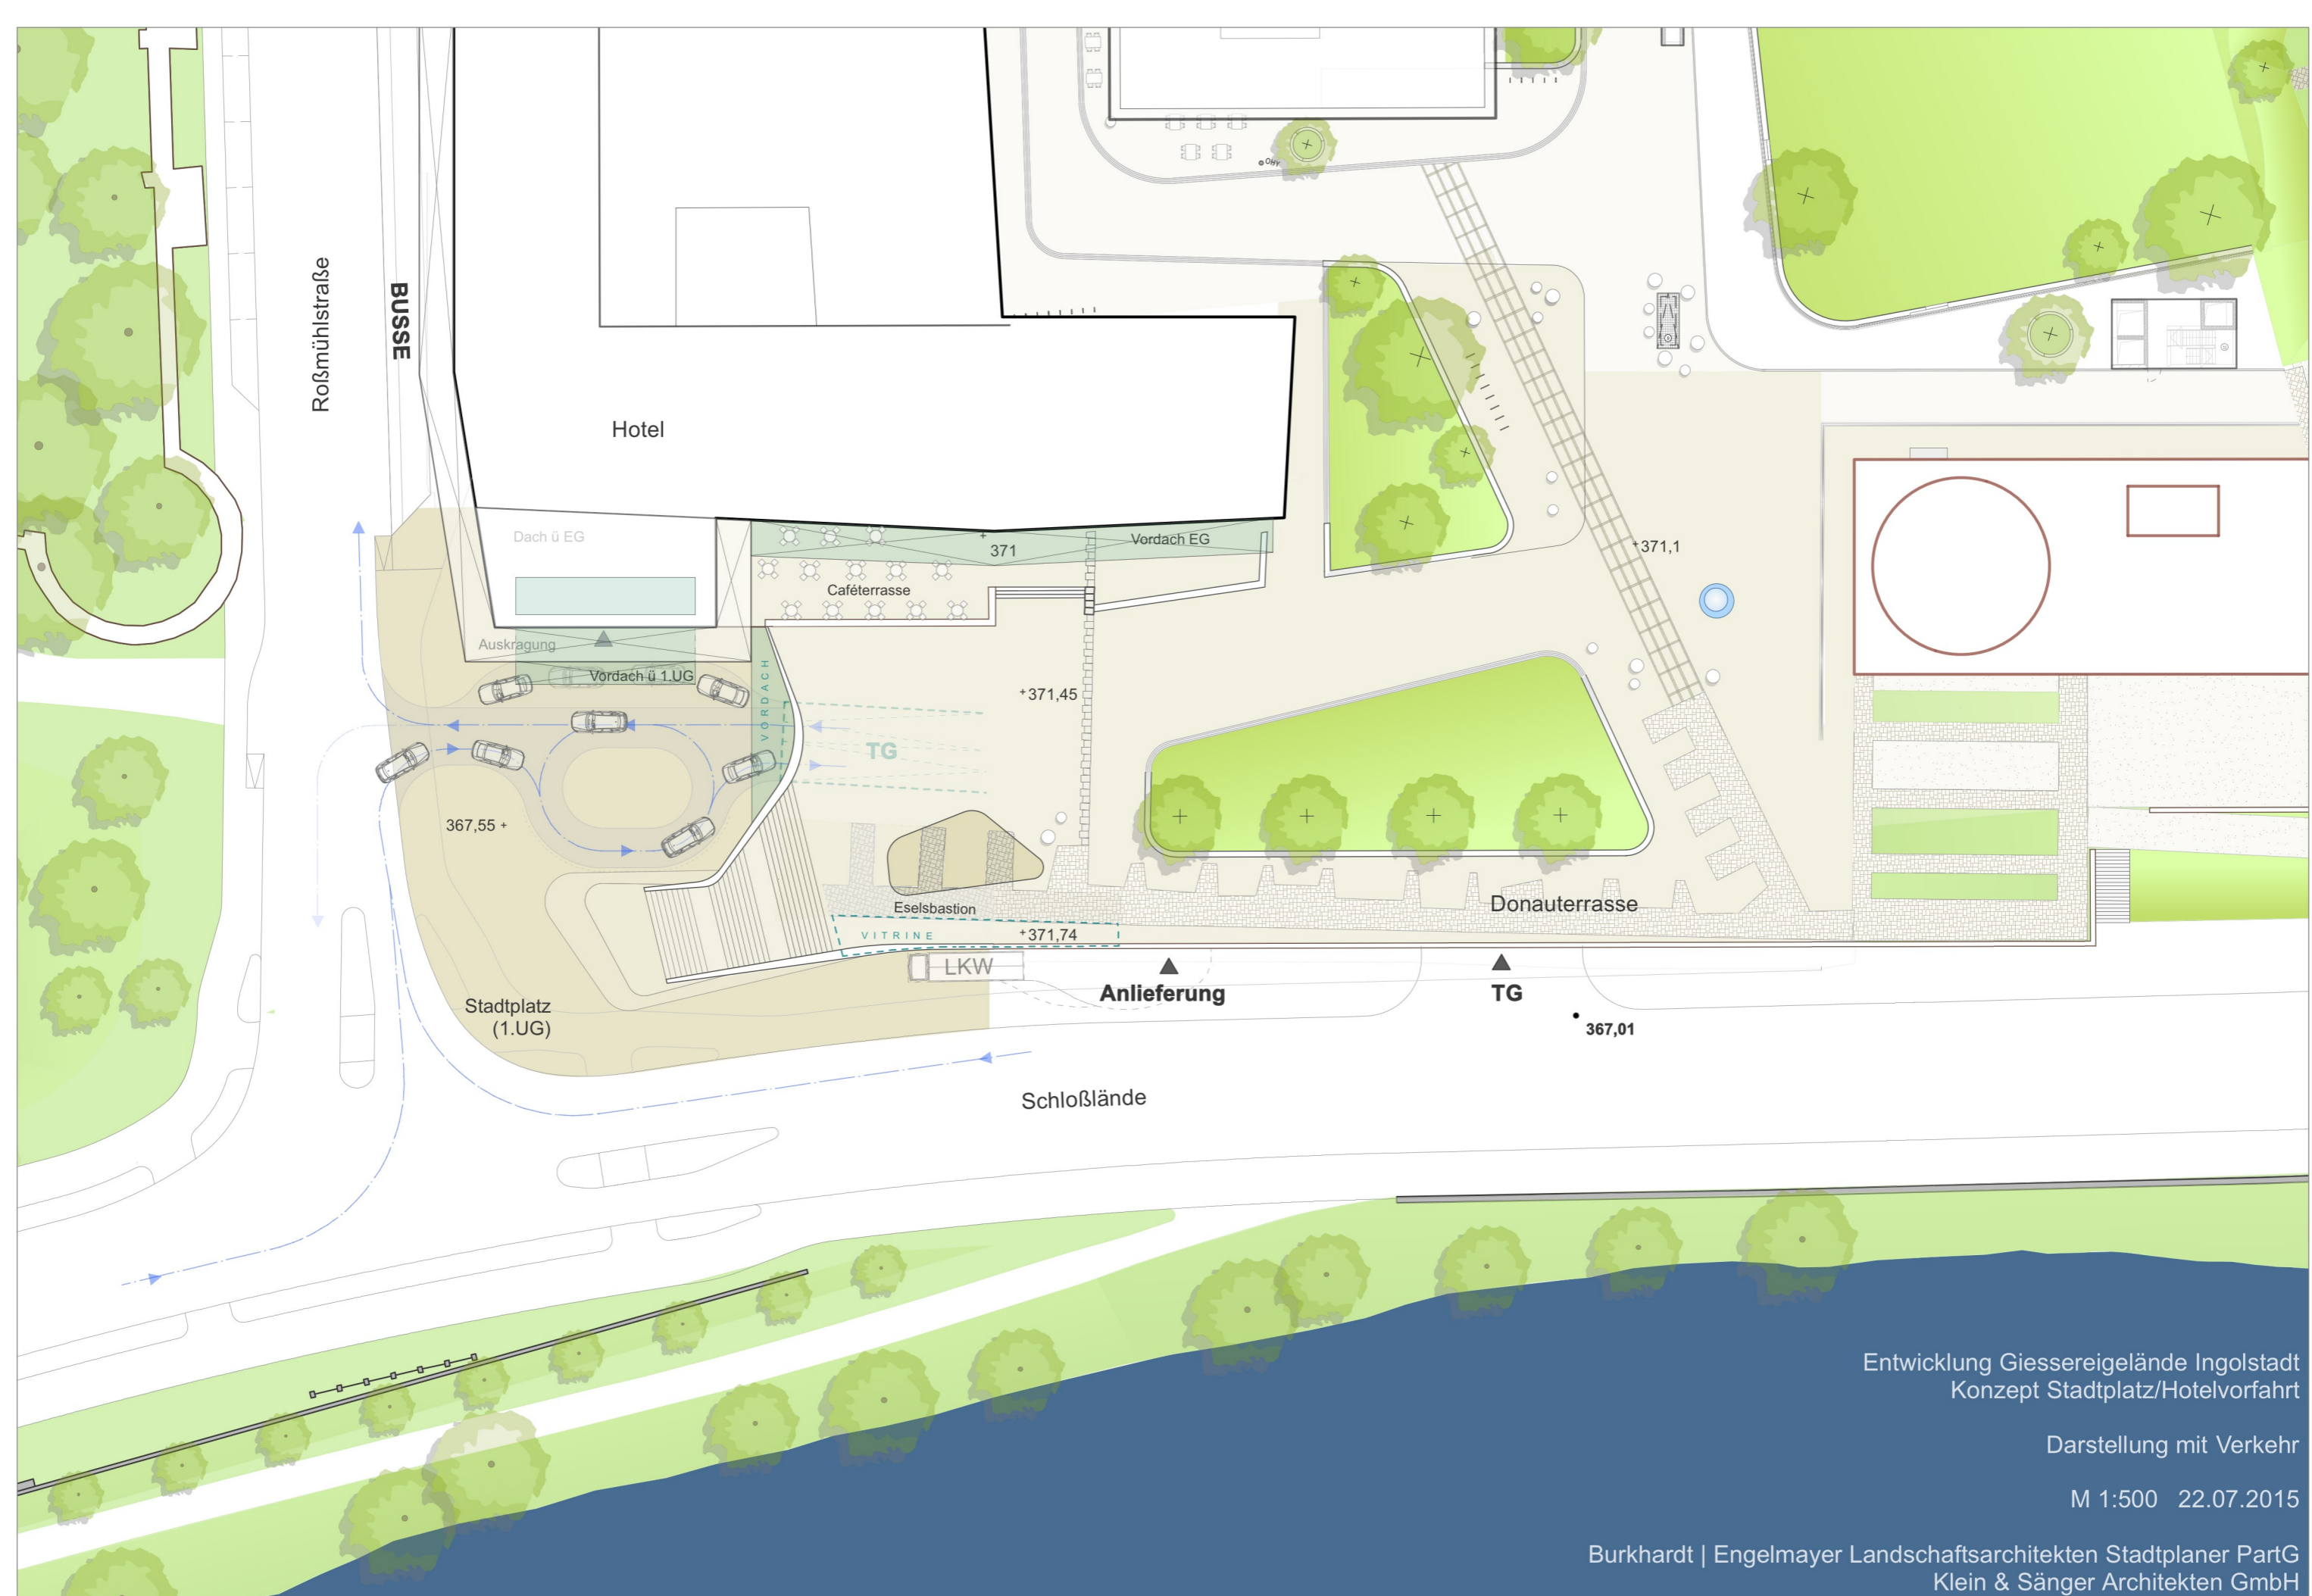 Roßmühlstraße
BUSSE
Hotel
Dach ü EG
+ 371
Vordach EG
Caféterrasse
Auskragung
Vordach ü 1.UG
VORDACH
+371,45
TG
+371,1
367,55 +
Eselsbastion
VITRINE
+371,74
Donauterrasse
LKW
Anlieferung
TG
367,01
Stadtplatz
(1.UG)
Schloßlände
Entwicklung Giessereigelände Ingolstadt
Konzept Stadtplatz/Hotelvorfahrt
Darstellung mit Verkehr
M 1:500 22.07.2015
Burkhardt | Engelmayer Landschaftsarchitekten Stadtplaner PartG
Klein & Sänger Architekten GmbH